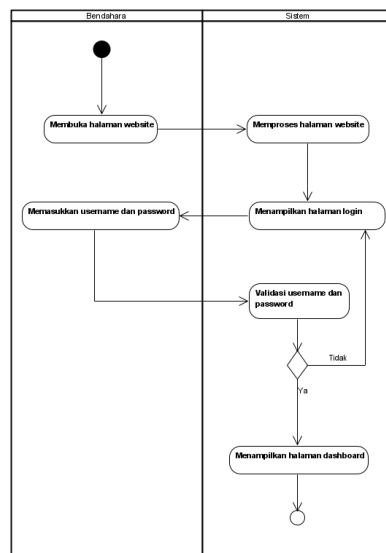 Bendahara
Sistem
Membuka halaman website
Memproses halaman website
Menampilkan halaman login
Memasukkan username dan password
Validasi username dan
password
Tidak
Ya
Menampilkan halaman dashboard